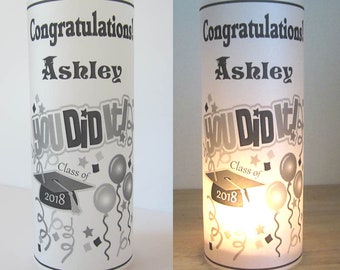 Congratulations!
Ashley
YOU DID It!
Class of
2018
Congratulations!
Ashley
YOU DID It!
Class of
2018